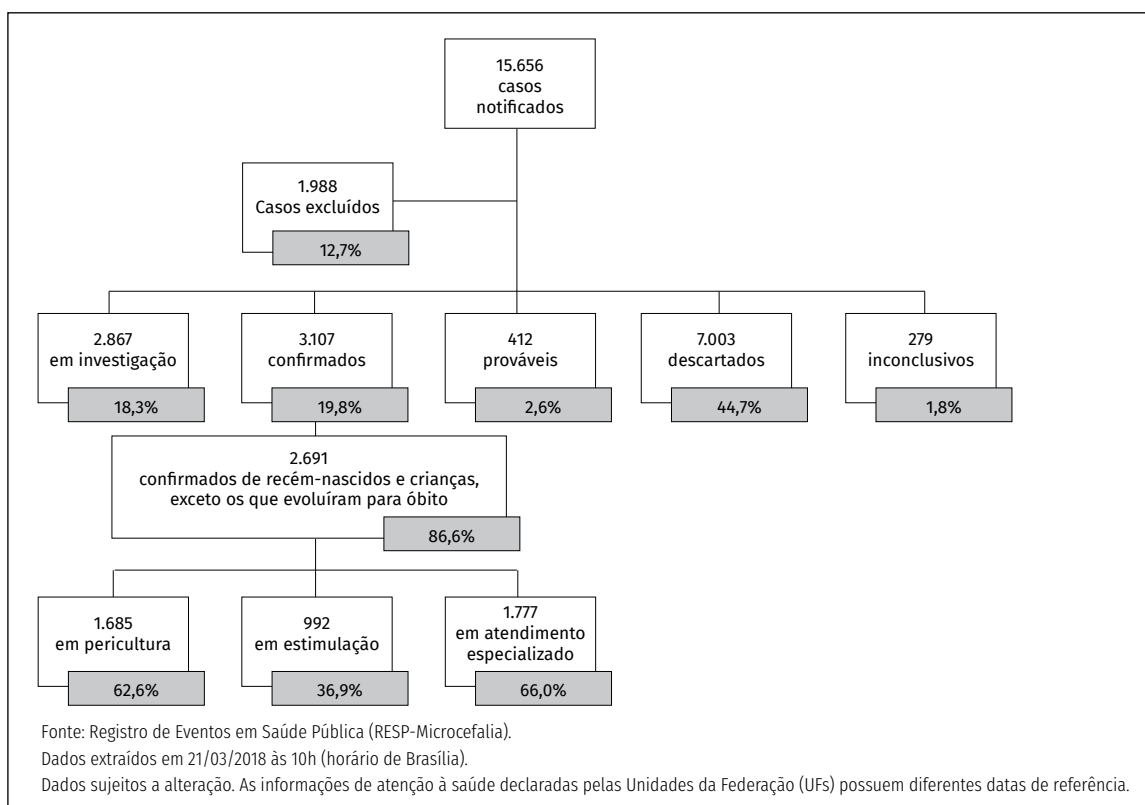 15.656
casos
notificados
1.988
Casos excluídos
12,7%
2.867
em investigação
18,3%
3.107
confirmados
19,8%
412
prováveis
2,6%
7.003
descartados
44,7%
279
inconclusivos
1,8%
2.691
confirmados de recém-nascidos e crianças,
exceto os que evoluíram para óbito
86,6%
1.685
em pericultura
62,6%
992
em estimulação
36,9%
1.777
em atendimento
especializado
66,0%
Fonte: Registro de Eventos em Saúde Pública (RESP-Microcefalia).
Dados extraídos em 21/03/2018 às 10h (horário de Brasília).
Dados sujeitos a alteração. As informações de atenção à saúde declaradas pelas Unidades da Federação (UFs) possuem diferentes datas de referência.